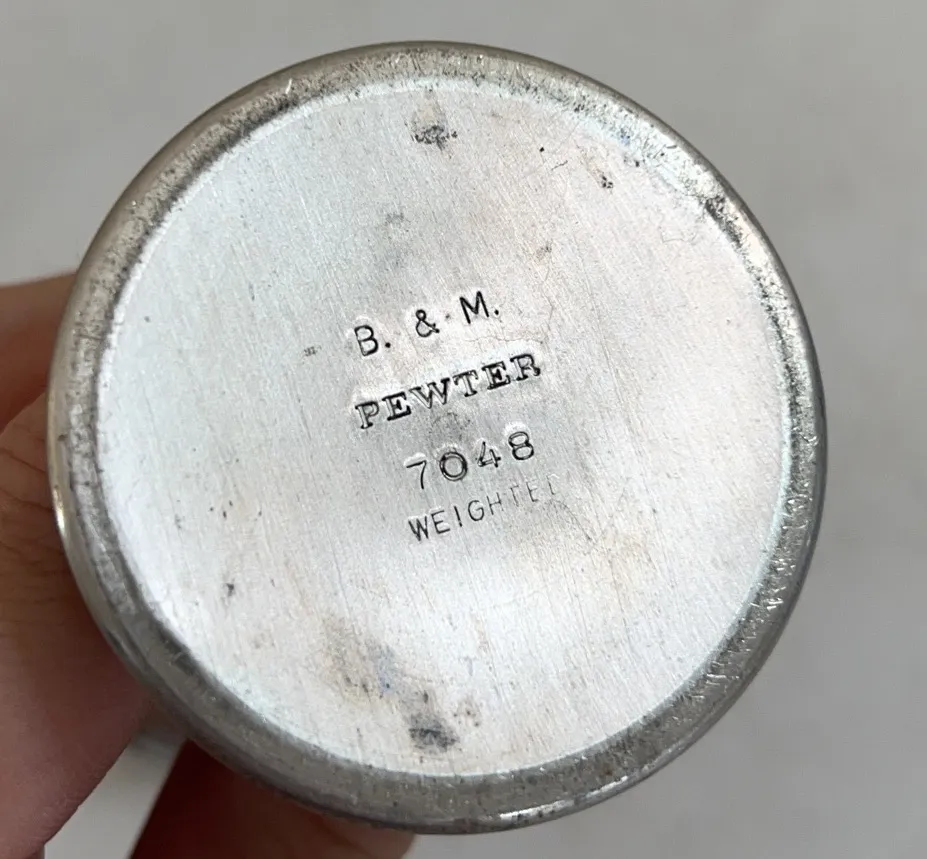 B. & M.
PEWTER
7048
WEIGHTED